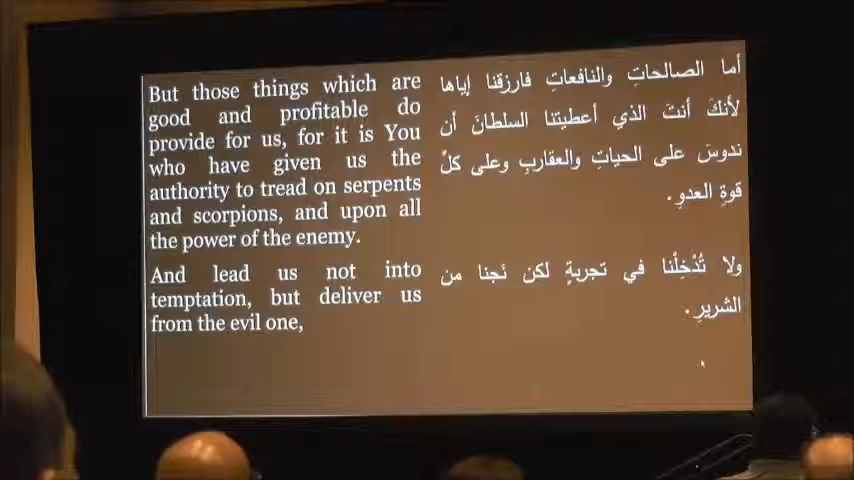 But those things which are
good and profitable do
provide for us, for it is You
who have given us the
authority to tread on serpents
and scorpions, and upon all
the power of the enemy.
And lead us not into
temptation, but deliver us
from the evil one,
أما الصالحاتِ والنافعاتِ فارزقنا إياها
لأنكَ أنتَ الذي أعطيتنا السلطانَ أن
ندوسَ على الحياتِ والعقاربِ وعلى كلِّ
قوةِ العدوِ.
ولا تُدْخِلْنا في تجربةٍ لكن نَجنا من
الشريرِ.